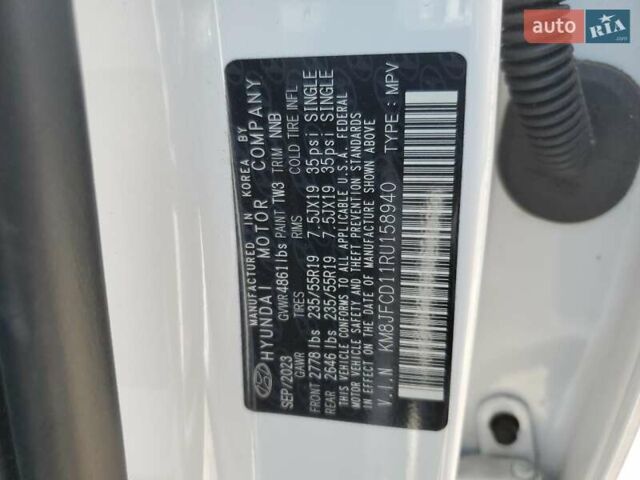 MANUFACTURED IN KOREA BY
HYUNDAI MOTOR COMPANY
SEP/2023 GVWR 4861 lbs PAINT TW3 TRIM NNB
GAWR TIRES RIMS COLD TIRE INFL
FRONT 2778 lbs 235/55R19 7.5JX19 35psi SINGLE
REAR 2646 lbs 235/55R19 7.5JX19 35psi SINGLE
THIS VEHICLE CONFORMS TO ALL APPLICABLE U.S.A. FEDERAL
MOTOR VEHICLE SAFETY AND THEFT PREVENTION STANDARDS
IN EFFECT ON THE DATE OF MANUFACTURE SHOWN ABOVE
V.I.N KM8JFCD11RU158940 TYPE : MPV
auto RIA .com